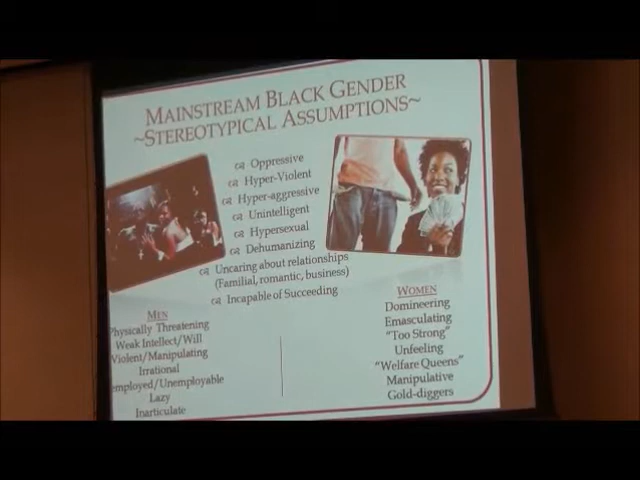 MAINSTREAM BLACK GENDER
~STEREOTYPICAL ASSUMPTIONS~
Oppressive
Hyper-Violent
Hyper-aggressive
Unintelligent
Hypersexual
Dehumanizing
Uncaring about relationships
(Familial, romantic, business)
Incapable of Succeeding
MEN
Physically Threatening
Weak Intellect/Will
Violent/Manipulating
Irrational
employed/Unemployable
Lazy
Inarticulate
WOMEN
Domineering
Emasculating
"Too Strong"
Unfeeling
"Welfare Queens"
Manipulative
Gold-diggers